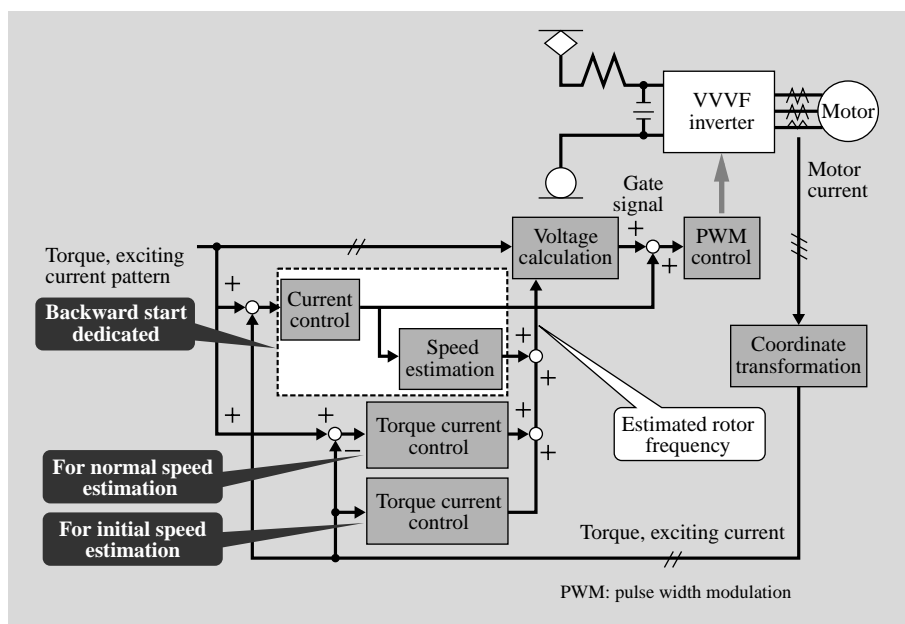 VVVF
inverter
Motor
Motor
current
Gate
signal
Voltage
calculation
+
+
PWM
control
Torque, exciting
current pattern
+
Backward start
dedicated
Current
control
Speed
estimation
+
+
Coordinate
transformation
Estimated rotor
frequency
+
+
−
Torque current
control
+
+
For normal speed
estimation
Torque current
control
For initial speed
estimation
Torque, exciting current
PWM: pulse width modulation